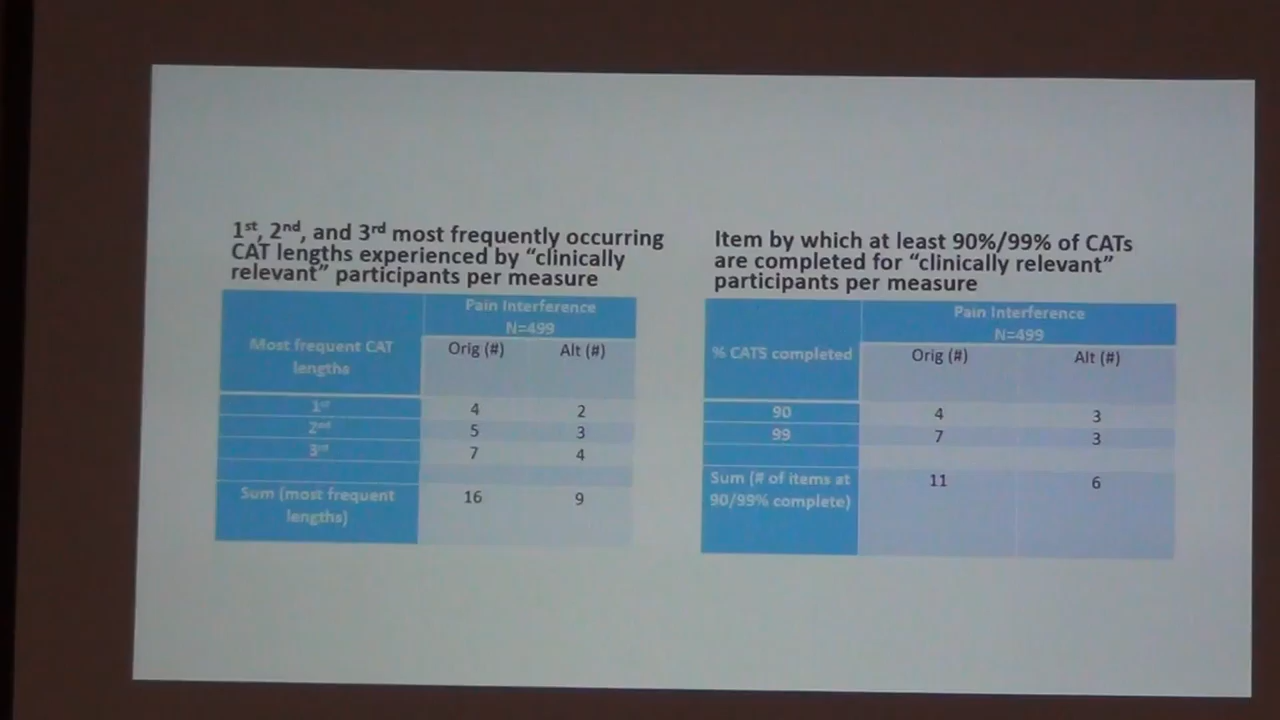 1st, 2nd, and 3rd most frequently occurring
CAT lengths experienced by “clinically
relevant” participants per measure
Pain Interference
N=499
Most frequent CAT
lengths
Orig (#) Alt (#)
1st 4 2
2nd 5 3
3rd 7 4
Sum (most frequent
lengths)
16 9
Item by which at least 90%/99% of CATs
are completed for “clinically relevant”
participants per measure
Pain Interference
N=499
% CATS completed
Orig (#) Alt (#)
90 4 3
99 7 3
Sum (# of items at
90/99% complete)
11 6